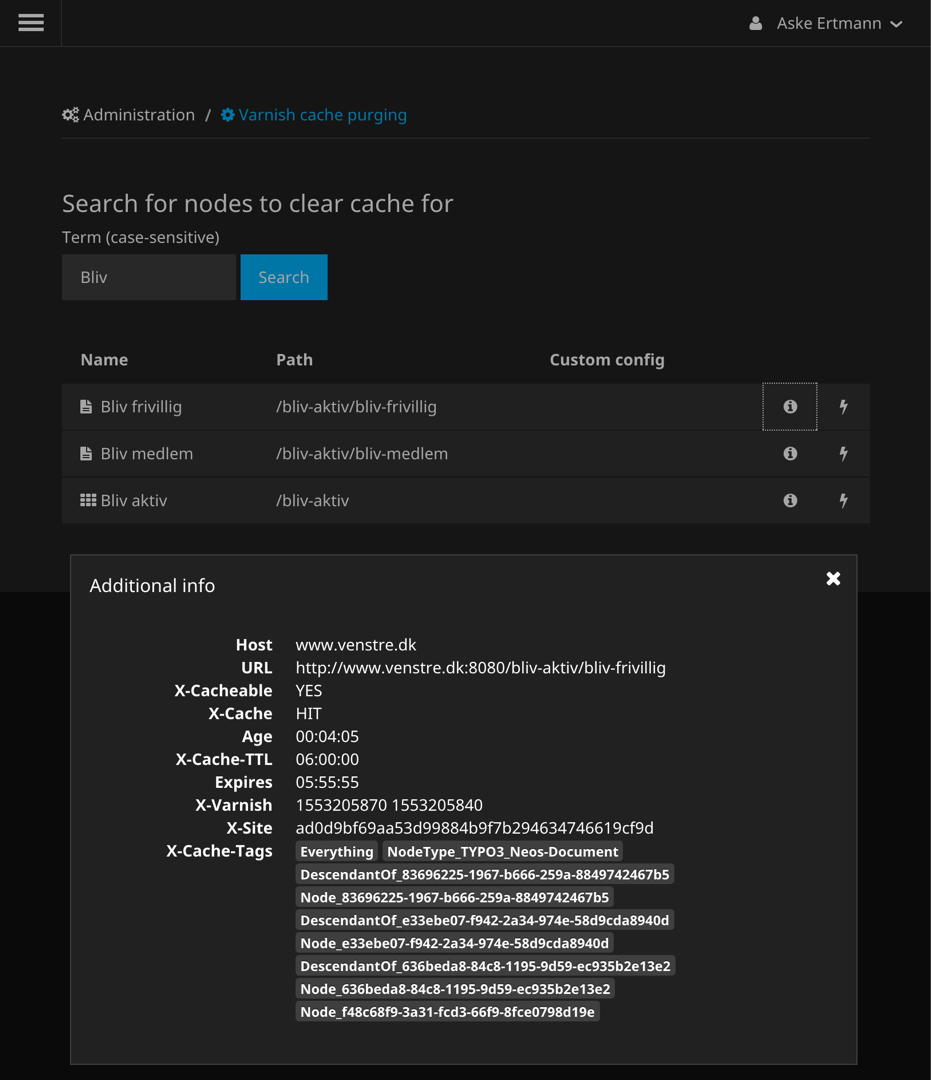 Aske Ertmann
Administration / Varnish cache purging
Search for nodes to clear cache for
Term (case-sensitive)
Bliv Search
Name Path Custom config
Bliv frivillig /bliv-aktiv/bliv-frivillig
Bliv medlem /bliv-aktiv/bliv-medlem
Bliv aktiv /bliv-aktiv
Additional info
Host www.venstre.dk
URL http://www.venstre.dk:8080/bliv-aktiv/bliv-frivillig
X-Cacheable YES
X-Cache HIT
Age 00:04:05
X-Cache-TTL 06:00:00
Expires 05:55:55
X-Varnish 1553205870 1553205840
X-Site ad0d9bf69aa53d99884b9f7b294634746619cf9d
X-Cache-Tags Everything NodeType_TYPO3_Neos-Document
DescendantOf_83696225-1967-b666-259a-8849742467b5
Node_83696225-1967-b666-259a-8849742467b5
DescendantOf_e33ebe07-f942-2a34-974e-58d9cda8940d
Node_e33ebe07-f942-2a34-974e-58d9cda8940d
DescendantOf_636beda8-84c8-1195-9d59-ec935b2e13e2
Node_636beda8-84c8-1195-9d59-ec935b2e13e2
Node_f48c68f9-3a31-fcd3-66f9-8fce0798d19e